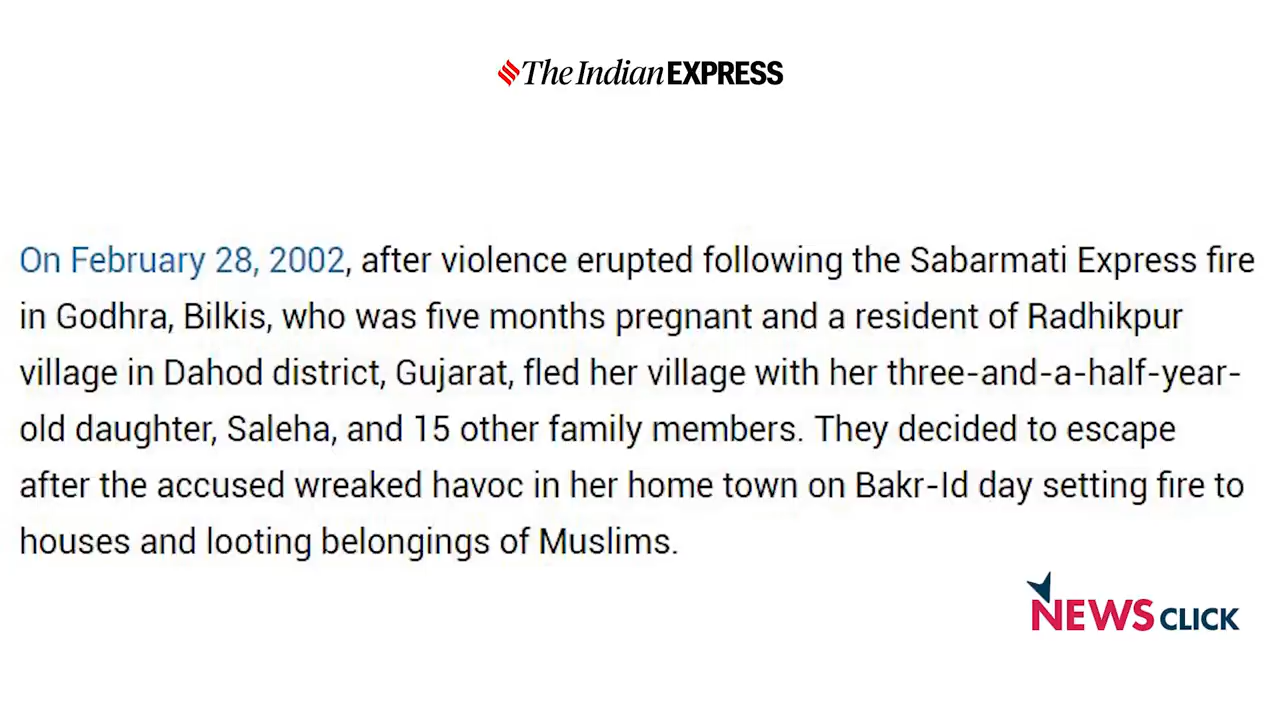 The Indian EXPRESS
On February 28, 2002, after violence erupted following the Sabarmati Express fire
in Godhra, Bilkis, who was five months pregnant and a resident of Radhikpur
village in Dahod district, Gujarat, fled her village with her three-and-a-half-year-
old daughter, Saleha, and 15 other family members. They decided to escape
after the accused wreaked havoc in her home town on Bakr-Id day setting fire to
houses and looting belongings of Muslims.
NEWSCLICK